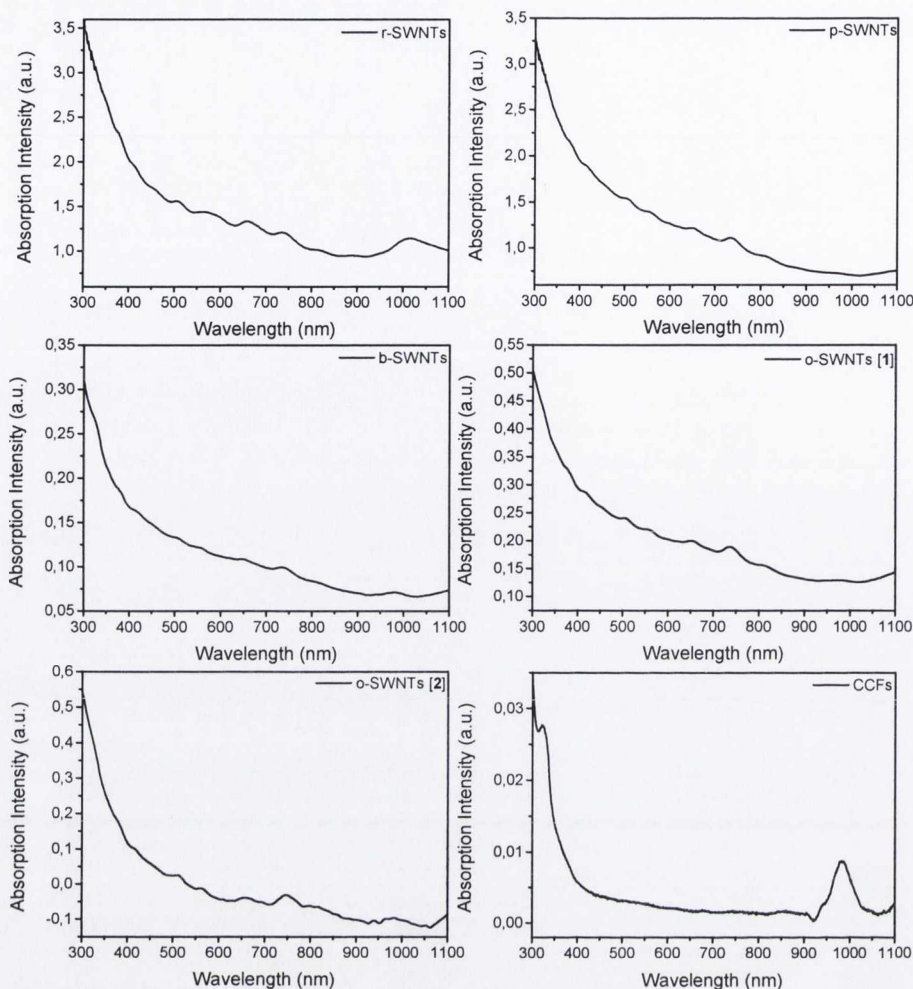 r-SWNTs
3,5
3,0
2,5
2,0
1,5
1,0
Absorption Intensity (a.u.)
300 400 500 600 700 800 900 1000 1100
Wavelength (nm)
p-SWNTs
3,5
3,0
2,5
2,0
1,5
1,0
Absorption Intensity (a.u.)
300 400 500 600 700 800 900 1000 1100
Wavelength (nm)
b-SWNTs
0,35
0,30
0,25
0,20
0,15
0,10
0,05
Absorption Intensity (a.u.)
300 400 500 600 700 800 900 1000 1100
Wavelength (nm)
o-SWNTs [1]
0,55
0,50
0,45
0,40
0,35
0,30
0,25
0,20
0,15
0,10
Absorption Intensity (a.u.)
300 400 500 600 700 800 900 1000 1100
Wavelength (nm)
o-SWNTs [2]
0,6
0,5
0,4
0,3
0,2
0,1
0,0
-0,1
Absorption Intensity (a.u.)
300 400 500 600 700 800 900 1000 1100
Wavelength (nm)
CCFs
0,03
0,02
0,01
0,00
Absorption Intensity (a.u.)
300 400 500 600 700 800 900 1000 1100
Wavelength (nm)